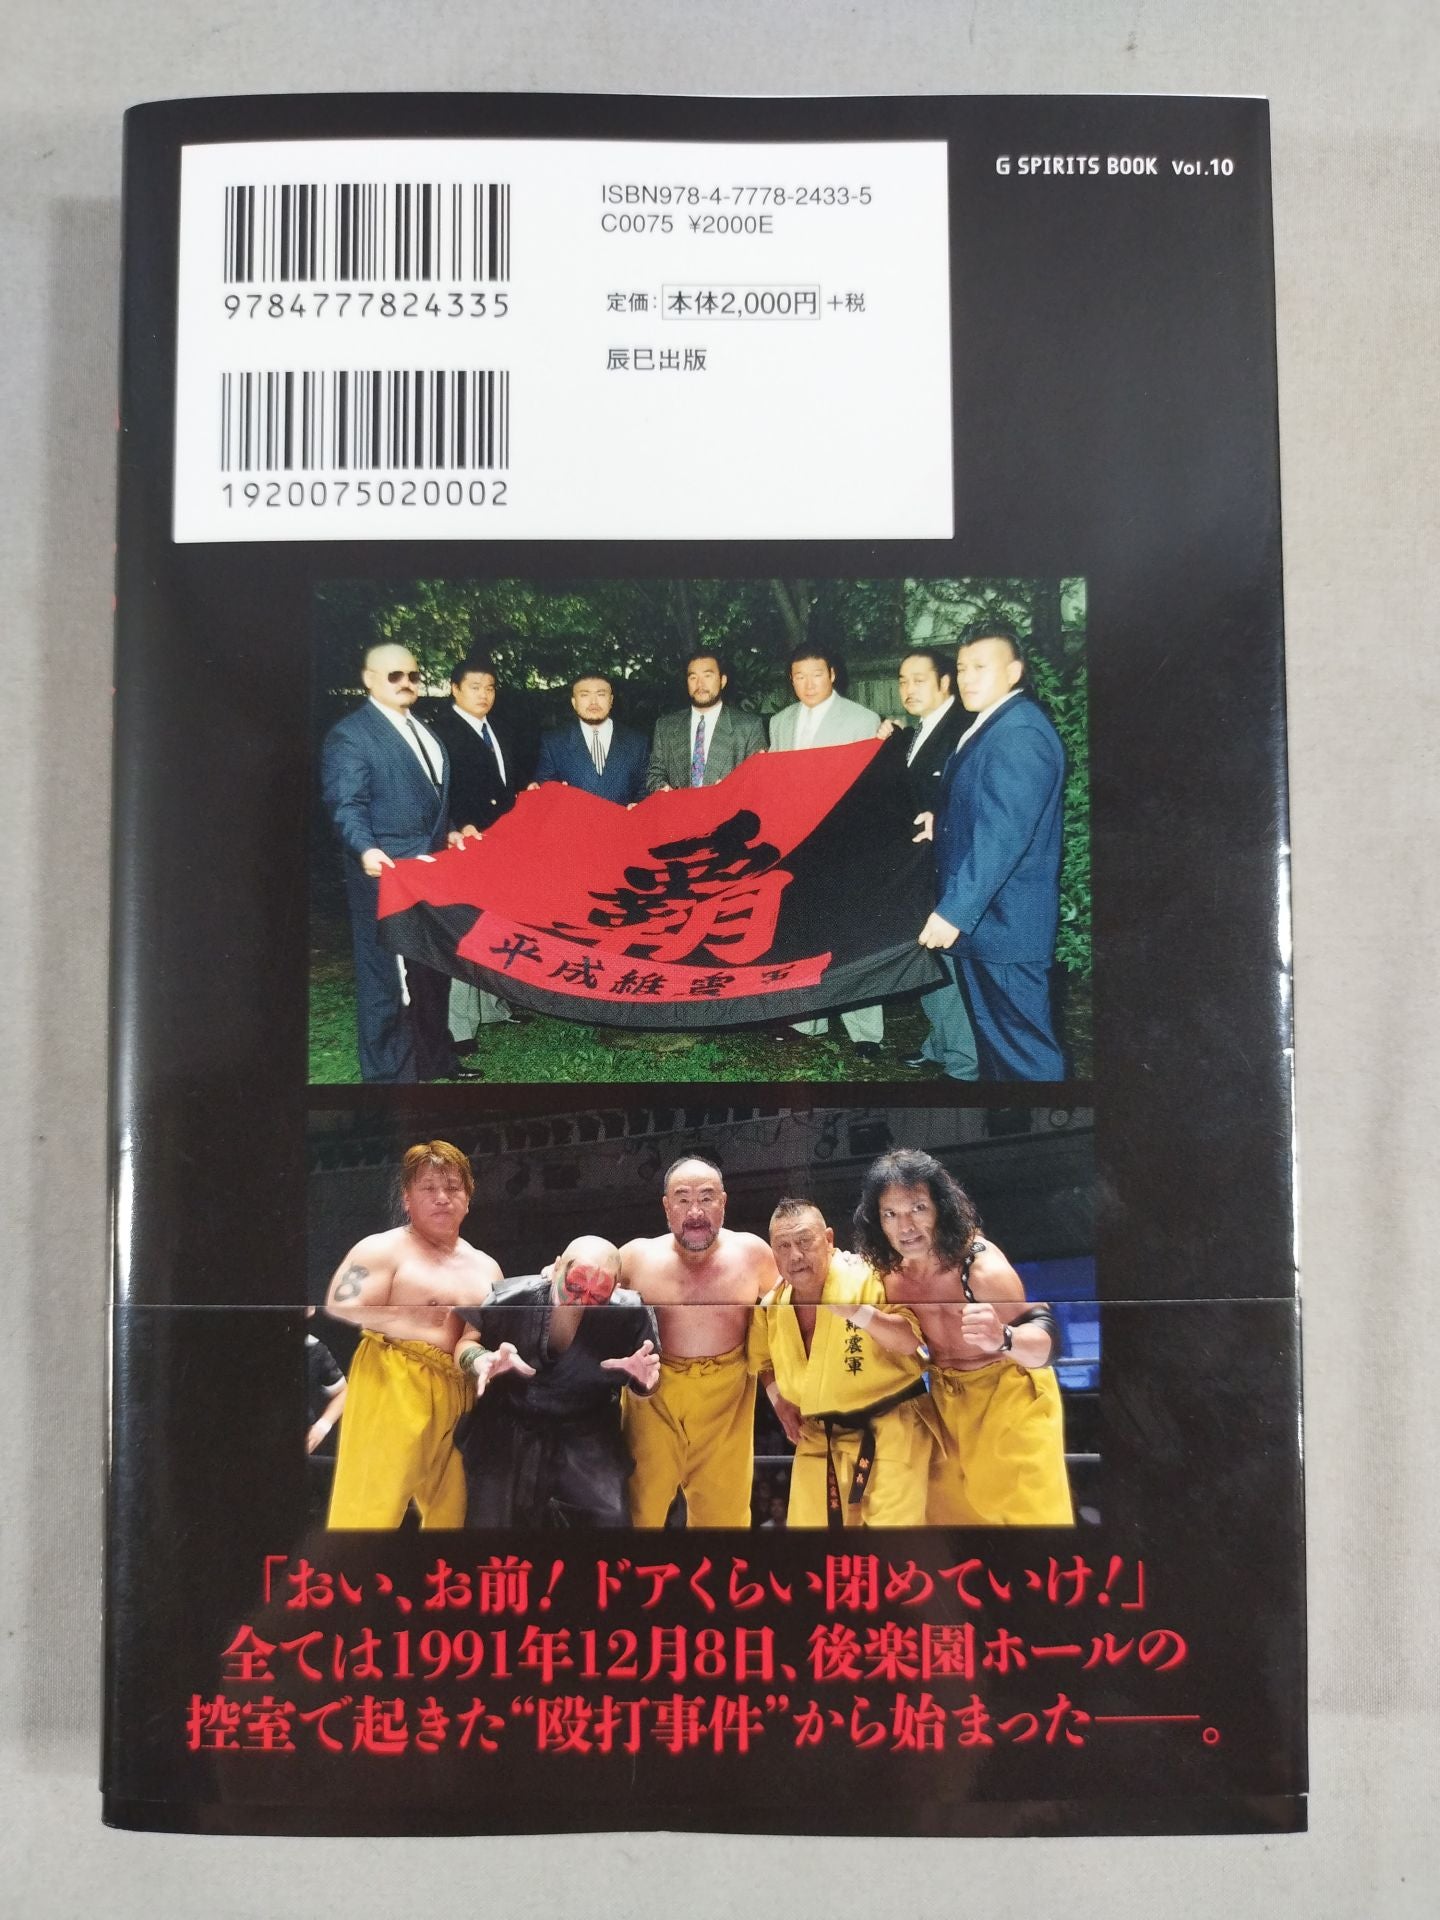 G SPIRITS BOOK Vol.10
ISBN978-4-7778-2433-5
C0075 ¥2000E
9784777824335
定価：本体2,000円+税
辰巳出版
1920075020002
覇
平成維震軍
維震軍
「おい、お前！ ドアくらい閉めていけ！」
全ては1991年12月8日、後楽園ホールの
控室で起きた“殴打事件”から始まった――。